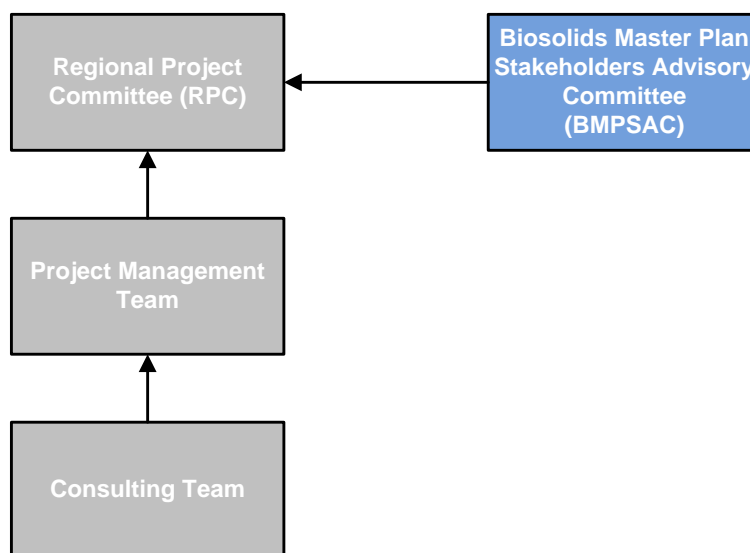 Regional Project
Committee (RPC)
Biosolids Master Plan
Stakeholders Advisory
Committee
(BMPSAC)
Project Management
Team
Consulting Team